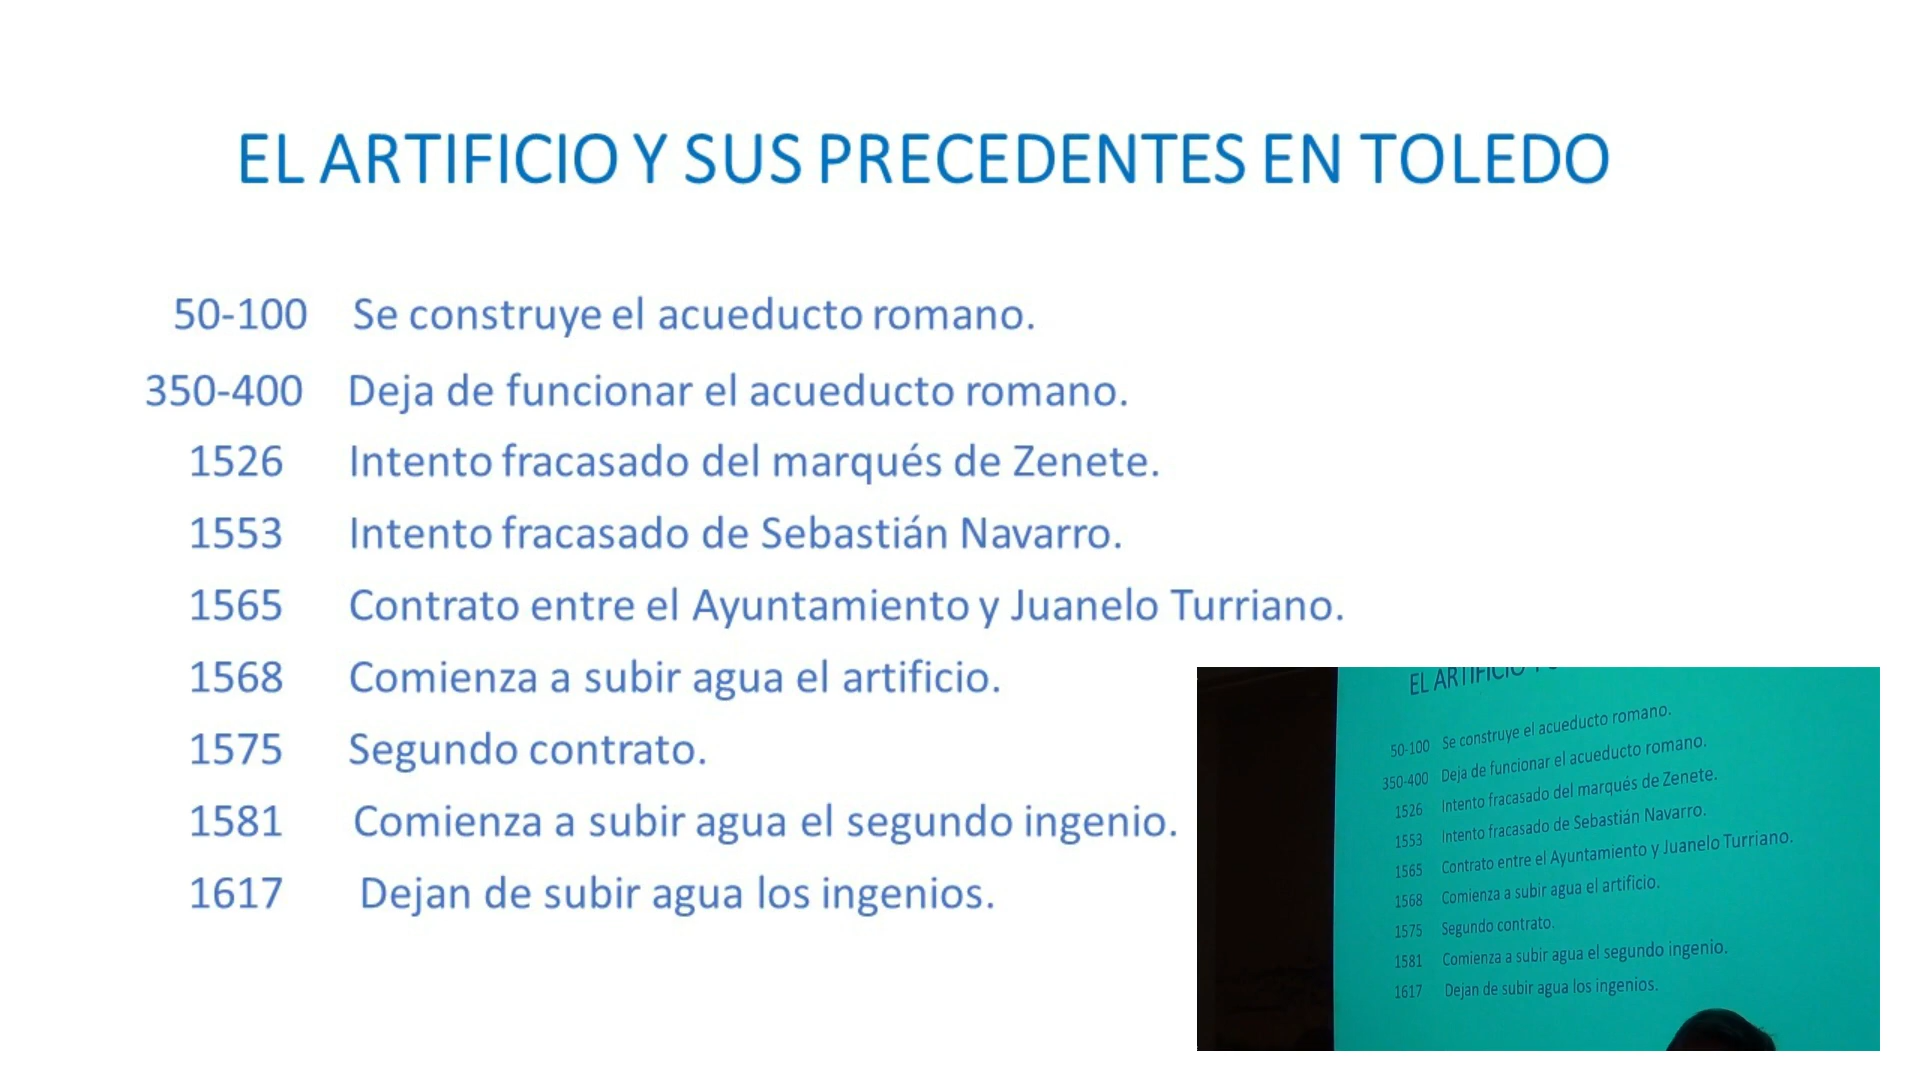 EL ARTIFICIO Y SUS PRECEDENTES EN TOLEDO
50-100 Se construye el acueducto romano.
350-400 Deja de funcionar el acueducto romano.
1526 Intento fracasado del marqués de Zenete.
1553 Intento fracasado de Sebastián Navarro.
1565 Contrato entre el Ayuntamiento y Juanelo Turriano.
1568 Comienza a subir agua el artificio.
1575 Segundo contrato.
1581 Comienza a subir agua el segundo ingenio.
1617 Dejan de subir agua los ingenios.
EL ARTIFICIO
50-100 Se construye el acueducto romano.
350-400 Deja de funcionar el acueducto romano.
1526 Intento fracasado del marqués de Zenete.
1553 Intento fracasado de Sebastián Navarro.
1565 Contrato entre el Ayuntamiento y Juanelo Turriano.
1568 Comienza a subir agua el artificio.
1575 Segundo contrato.
1581 Comienza a subir agua el segundo ingenio.
1617 Dejan de subir agua los ingenios.